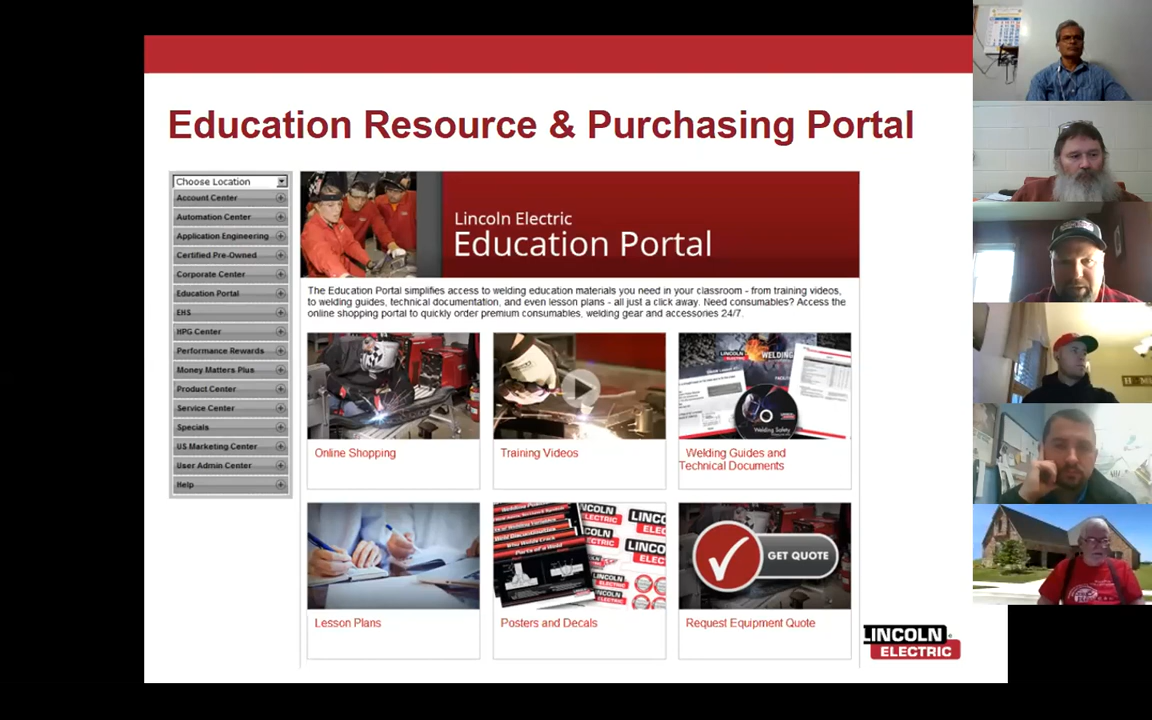 Education Resource & Purchasing Portal
Choose Location
Account Center
Automation Center
Application Engineering
Certified Pre-Owned
Corporate Center
Education Portal
EHS
HPG Center
Performance Rewards
Money Matters Plus
Product Center
Service Center
Specials
US Marketing Center
User Admin Center
Help
Lincoln Electric
Education Portal
The Education Portal simplifies access to welding education materials you need in your classroom - from training videos,
to welding guides, technical documentation, and even lesson plans - all just a click away. Need consumables? Access the
online shopping portal to quickly order premium consumables, welding gear and accessories 24/7.
WELDING
Welding Safety
Online Shopping
Training Videos
Welding Guides and
Technical Documents
LINCOLN
ELECTRIC
GET QUOTE
Lesson Plans
Posters and Decals
Request Equipment Quote
LINCOLN
ELECTRIC